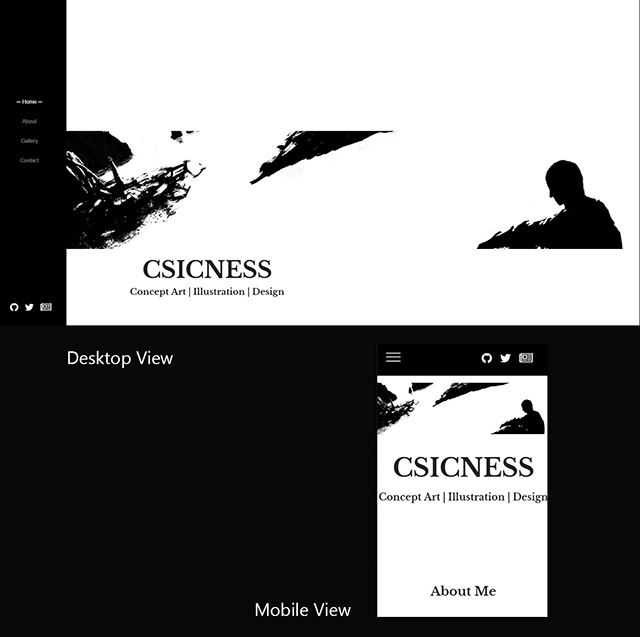 — Home —
About
Gallery
Contact
CSICNESS
Concept Art | Illustration | Design
Desktop View
CSICNESS
Concept Art | Illustration | Design
About Me
Mobile View